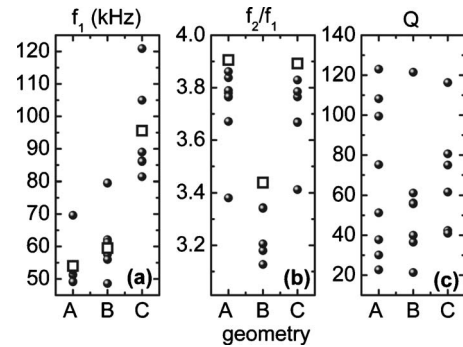 f₁ (kHz) f₂/f₁ Q
120 4.0 140
110 3.8 120
100 3.6 100
90 3.4 80
80 3.2 60
70 40
60 20
50
(a) (b) (c)
A B C A B C A B C
geometry